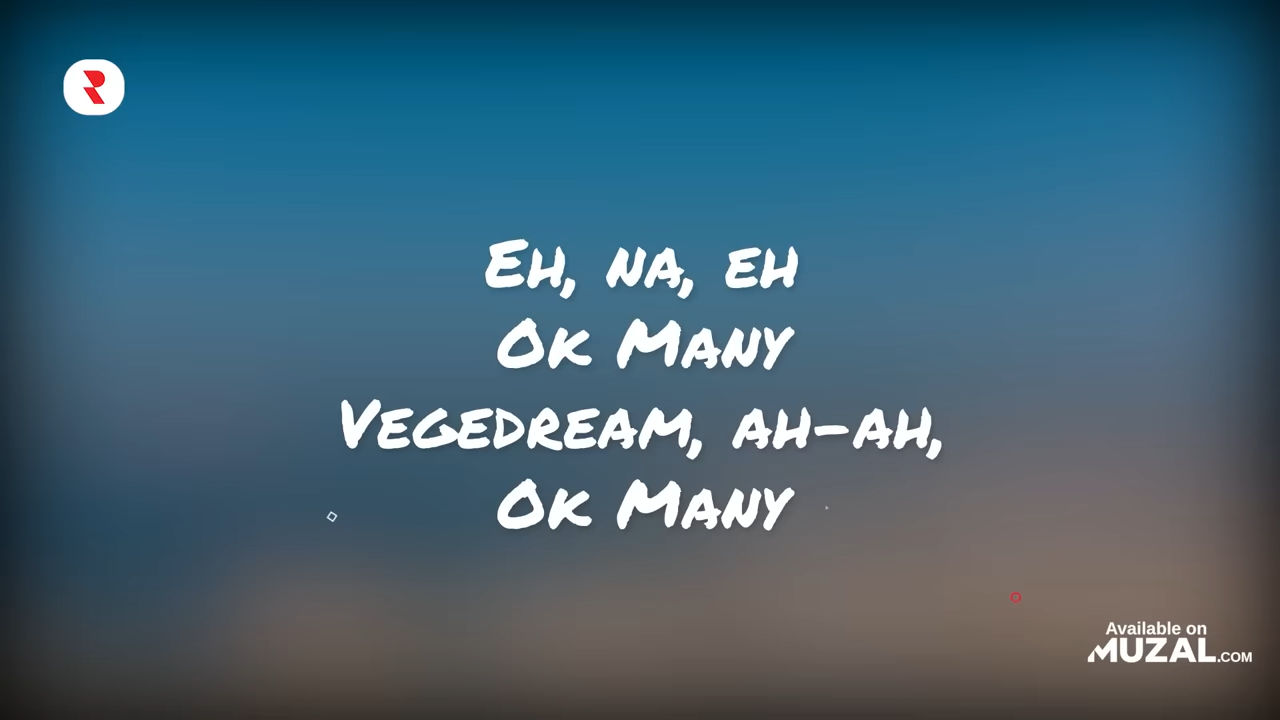 Eh, na, eh
Ok Many
Vegedream, ah-ah,
Ok Many
Available on
MUZAL.COM